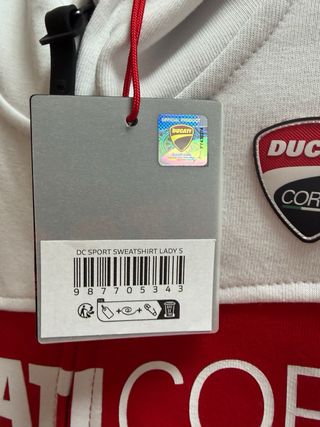 OFFICIAL PRODUCT
DUCATI
DUC
COR
DC SPORT SWEATSHIRT LADY S
987705343
ATI COR